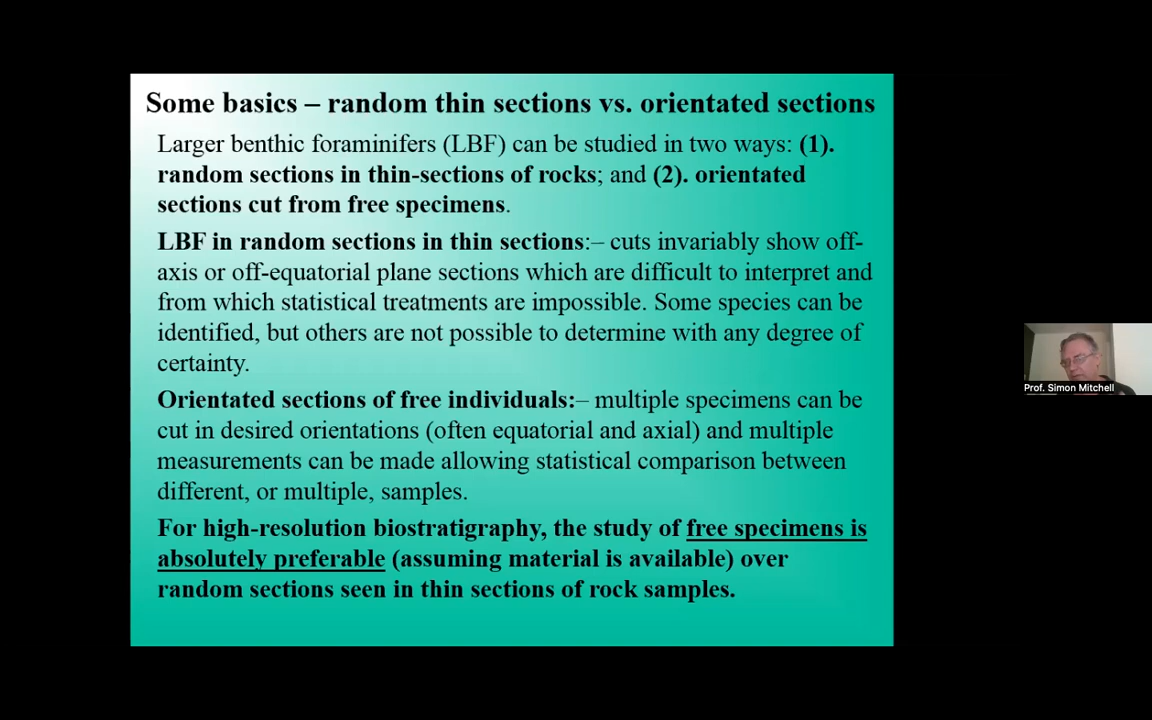 Some basics – random thin sections vs. orientated sections
Larger benthic foraminifers (LBF) can be studied in two ways: (1).
random sections in thin-sections of rocks; and (2). orientated
sections cut from free specimens.
LBF in random sections in thin sections:– cuts invariably show off-
axis or off-equatorial plane sections which are difficult to interpret and
from which statistical treatments are impossible. Some species can be
identified, but others are not possible to determine with any degree of
certainty.
Orientated sections of free individuals:– multiple specimens can be
cut in desired orientations (often equatorial and axial) and multiple
measurements can be made allowing statistical comparison between
different, or multiple, samples.
For high-resolution biostratigraphy, the study of free specimens is
absolutely preferable (assuming material is available) over
random sections seen in thin sections of rock samples.
Prof. Simon Mitchell